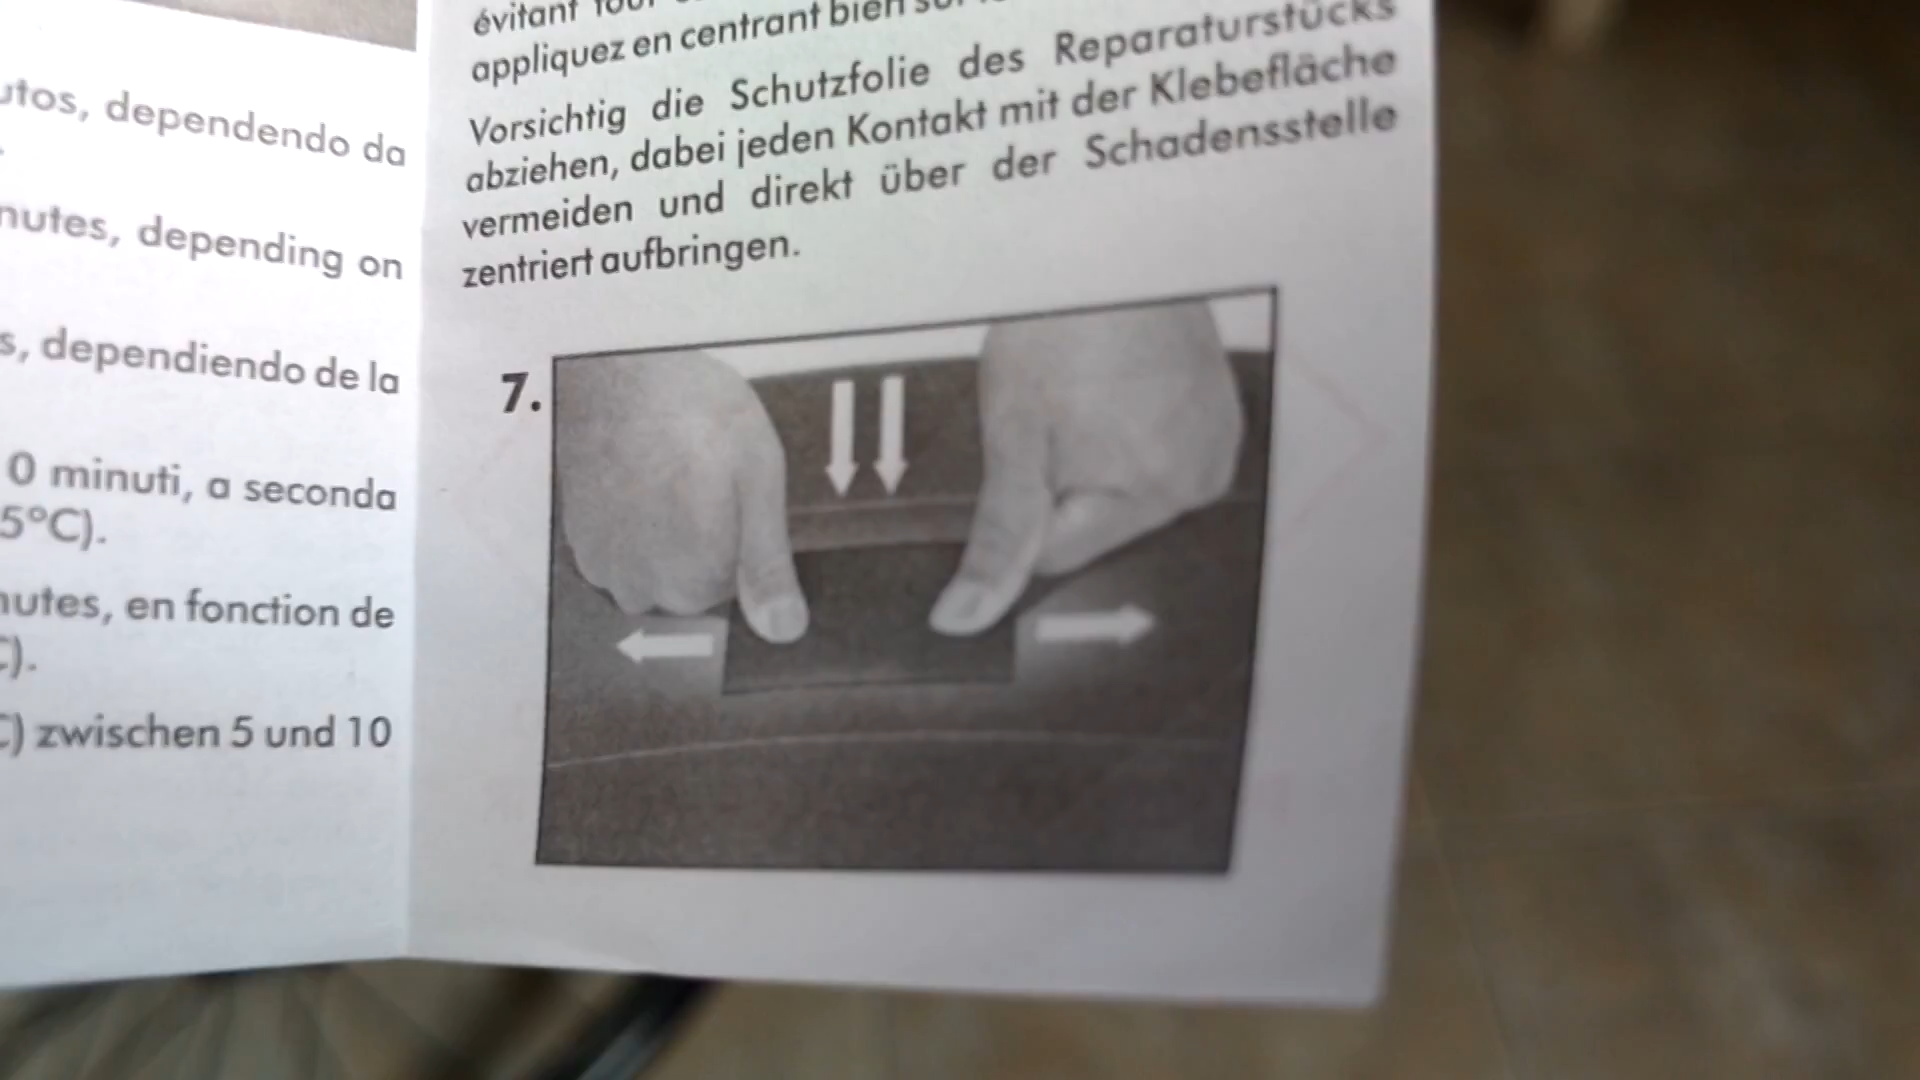 utos, dependendo da
nutes, depending on
s, dependiendo de la
0 minuti, a seconda
5°C).
nutes, en fonction de
C).
C) zwischen 5 und 10
évitant tout
appliquez en centrant bien
Vorsichtig die Schutzfolie des Reparaturstücks
abziehen, dabei jeden Kontakt mit der Klebefläche
vermeiden und direkt über der Schadensstelle
zentriert aufbringen.
7.